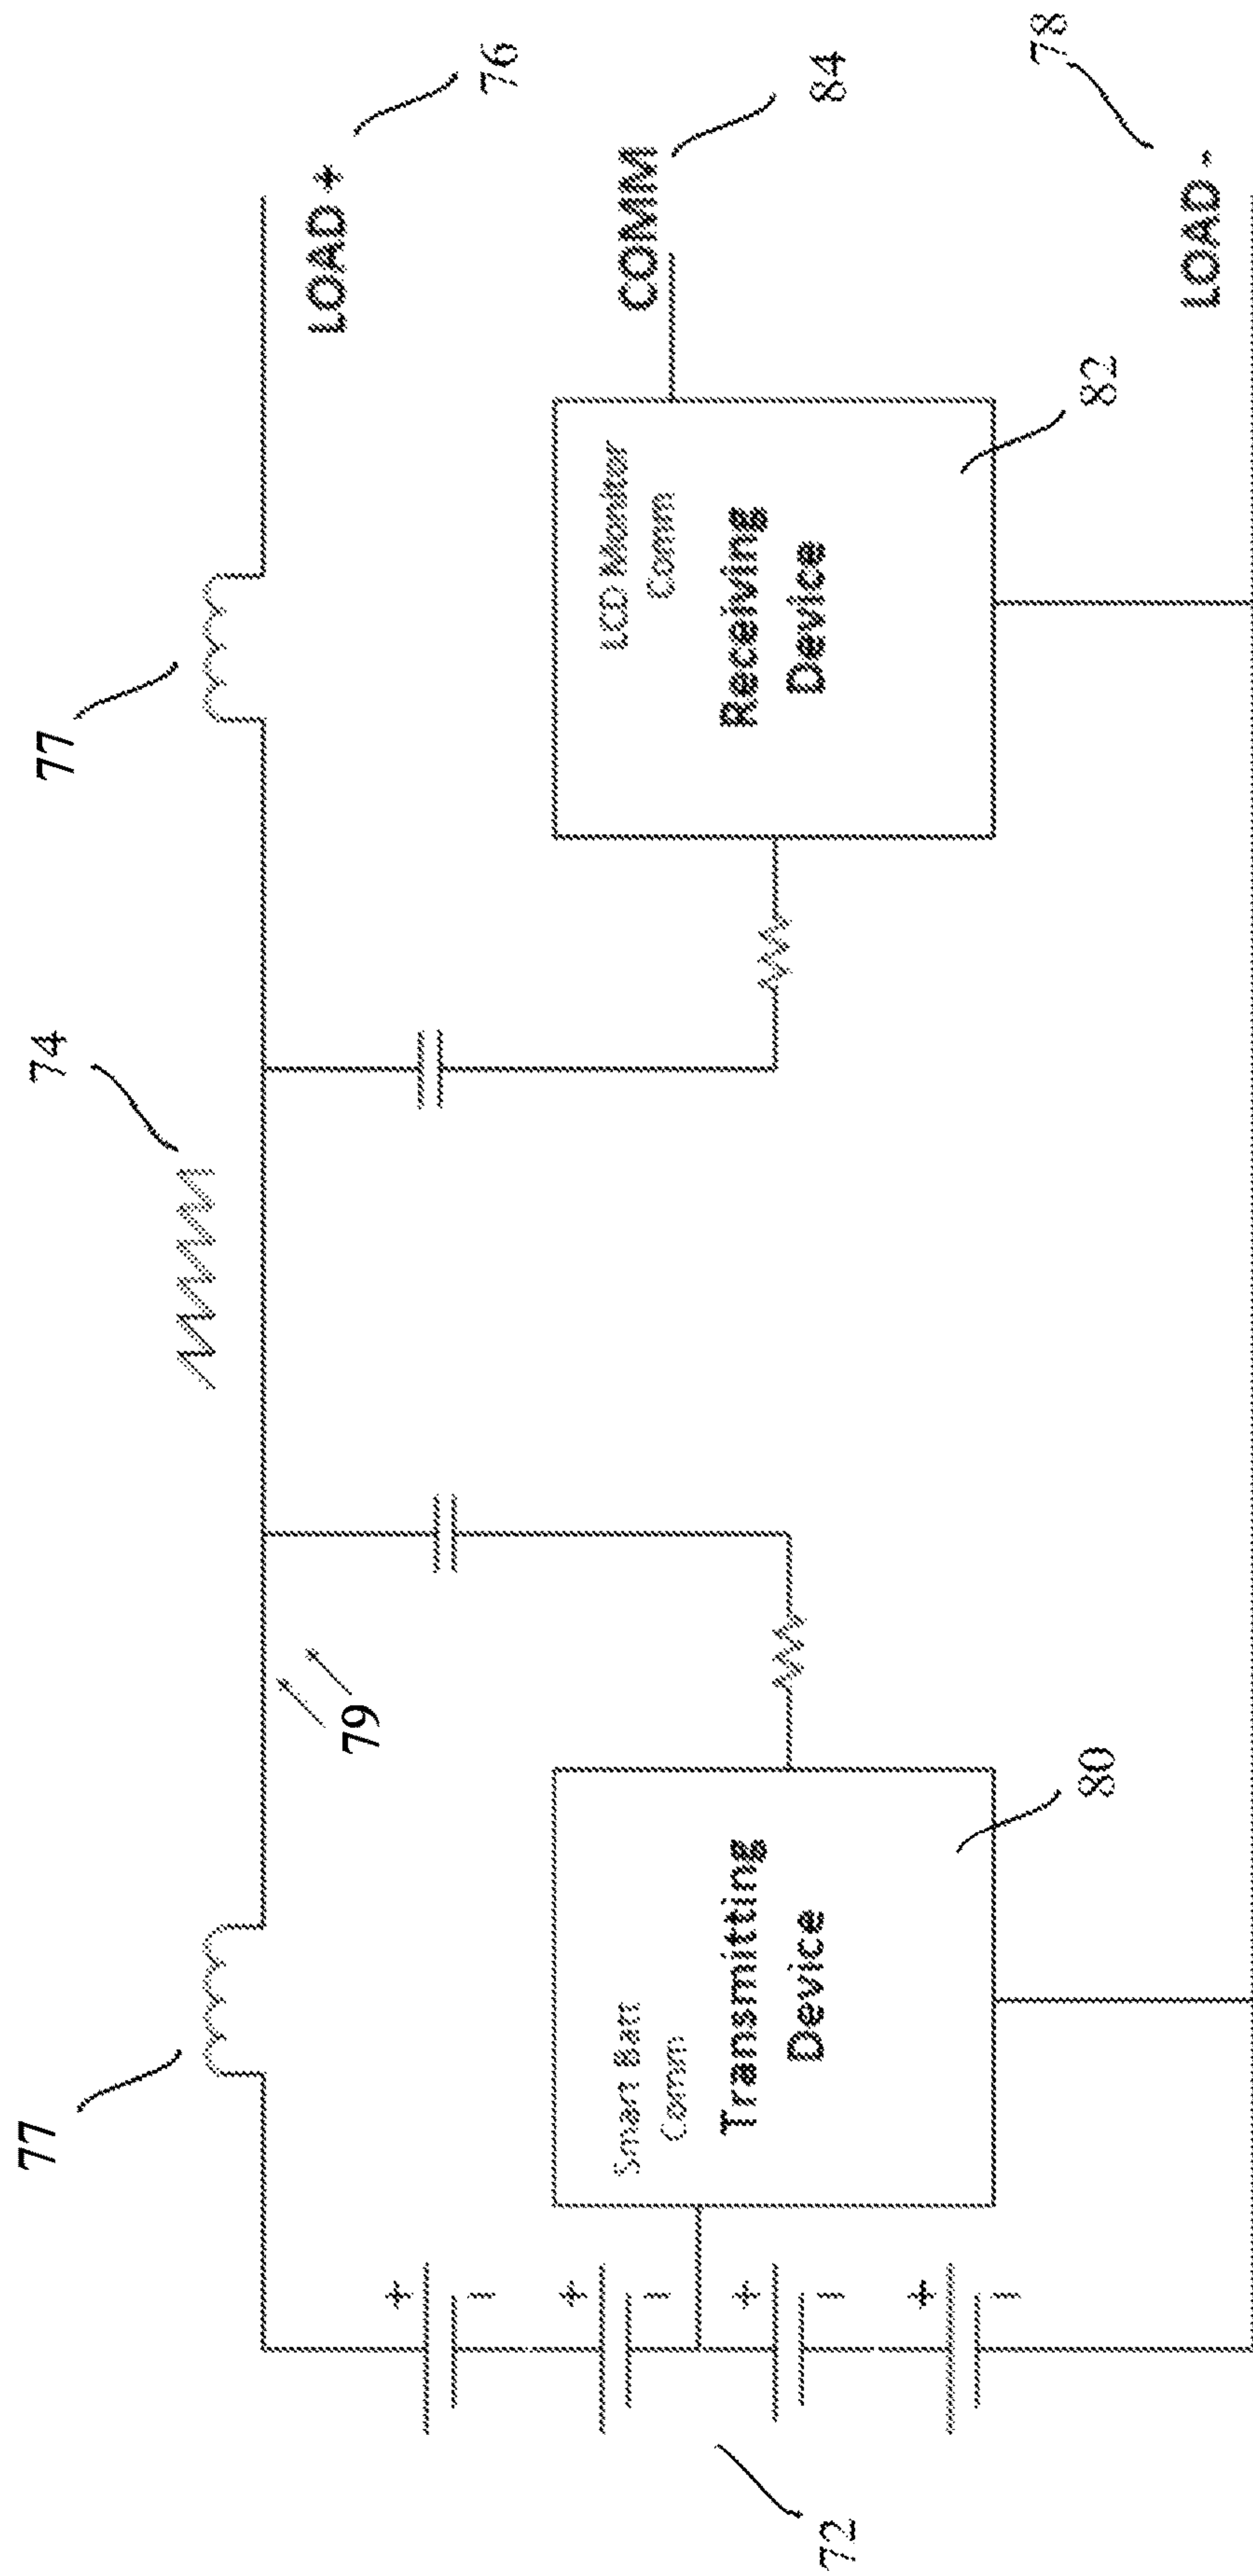 77
74
77
76
79
LOAD +
Smart Batt
Comm
Transmitting
Device
LCD Monitor
Comm
Receiving
Device
COMM
84
+
-
+
-
+
-
+
-
72
80
82
LOAD -
78